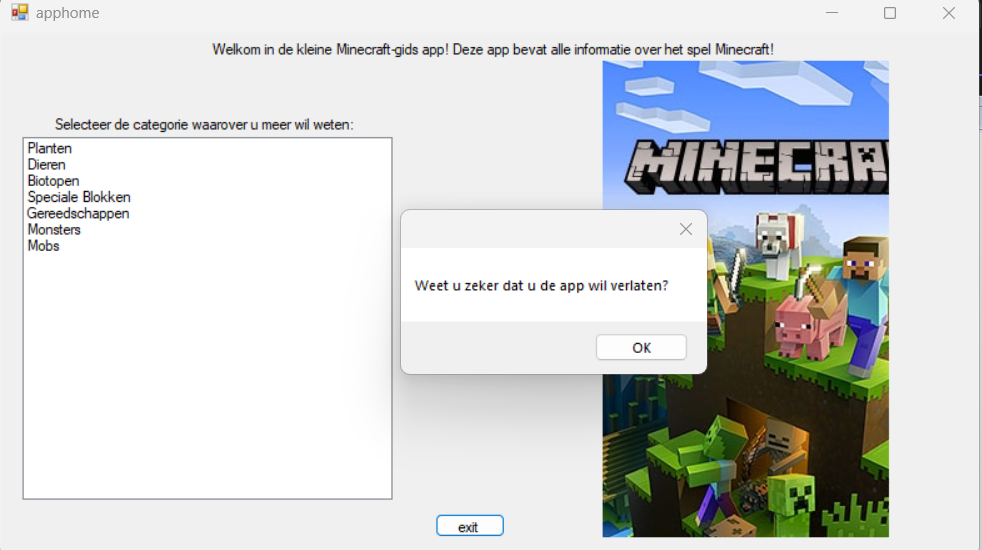 apphome
Welkom in de kleine Minecraft-gids app! Deze app bevat alle informatie over het spel Minecraft!
Selecteer de categorie waarover u meer wil weten:
Planten
Dieren
Biotopen
Speciale Blokken
Gereedschappen
Monsters
Mobs
MINECRA
Weet u zeker dat u de app wil verlaten?
OK
exit